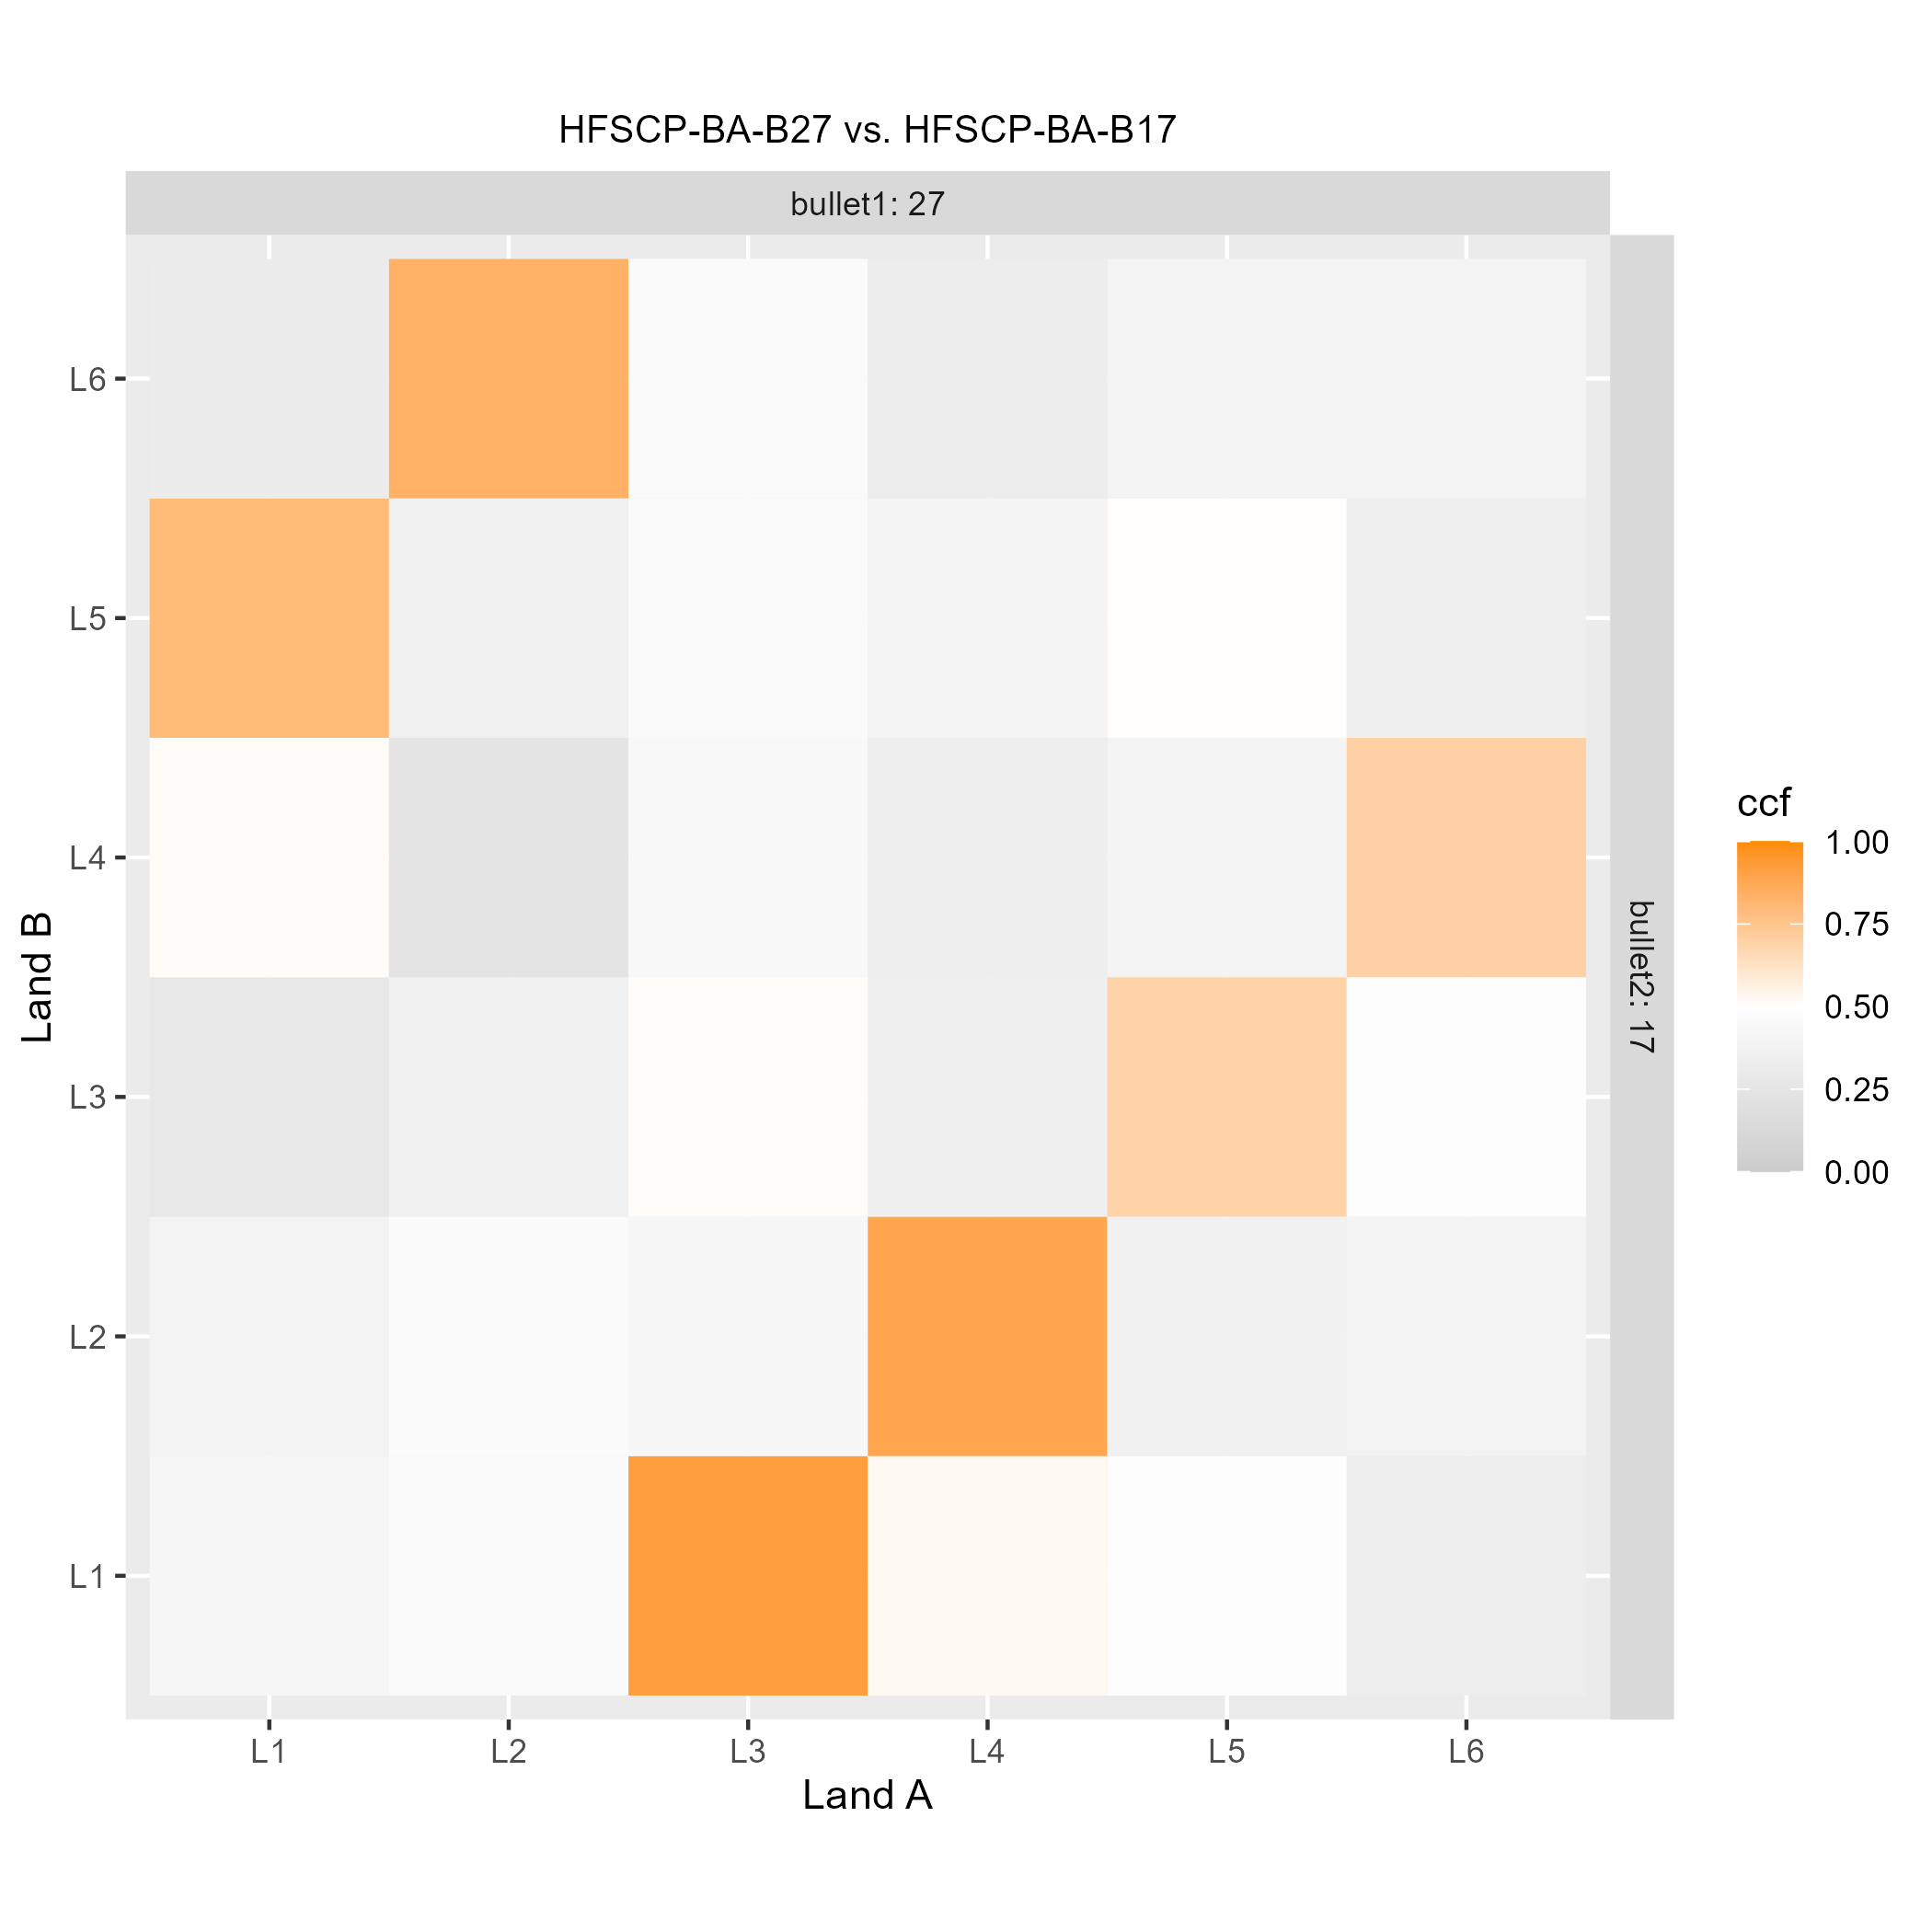 HFSCP-BA-B27 vs. HFSCP-BA-B17
bullet1: 27
L6
L5
L4
L3
L2
L1
Land B
bullet2: 17
L1 L2 L3 L4 L5 L6
Land A
ccf
1.00
0.75
0.50
0.25
0.00